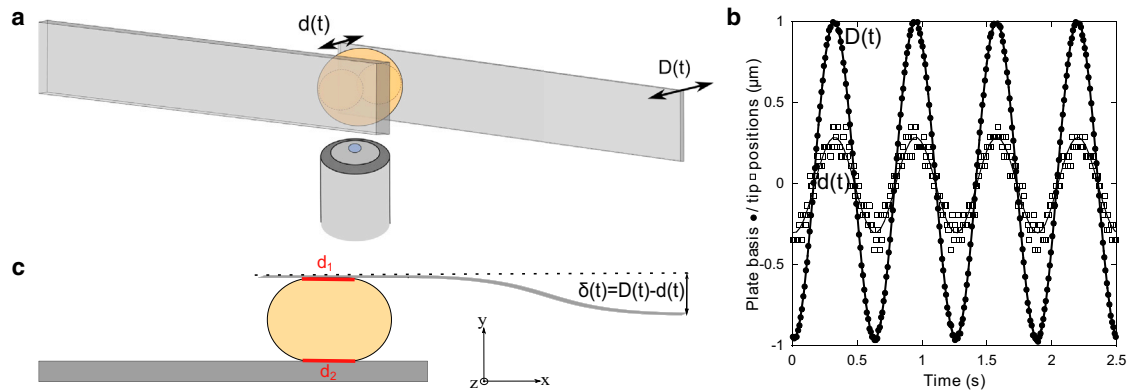 a
d(t)
D(t)
c
d₁
δ(t)=D(t)-d(t)
y
z
x
d₂
b
Plate basis ● / tip □ positions (µm)
1
0.5
0
-0.5
-1
D(t)
d(t)
0
0.5
1
1.5
2
2.5
Time (s)